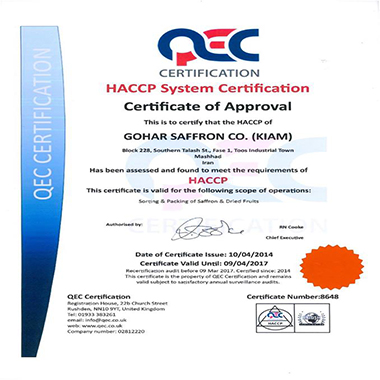 QEC
CERTIFICATION
QEC CERTIFICATION
HACCP System Certification
Certificate of Approval
This is to certify that the HACCP of
GOHAR SAFFRON CO. (KIAM)
Block 228, Southern Talash St., Fase 1, Toos Industrial Town
Mashhad
Iran
Has been assessed and found to meet the requirements of
HACCP
This certificate is valid for the following scope of operations:
Sorting & Packing of Saffron & Dried Fruits
Authorised by:
RN Cooke
Chief Executive
Date of Certificate Issue: 10/04/2014
Certificate Valid Until: 09/04/2017
Recertification audit before 09 Mar 2017. Certified since: 2014
This certificate is the property of QEC Certification and remains
valid subject to satisfactory annual surveillance audits.
QEC Certification
Registration House, 22b Church Street
Rushden, NN10 9YT, United Kingdom
Tel: 01933 383261
email: info@qec.co.uk
web: www.qec.co.uk
Company number: 02812220
Certificate Number:8648
HACCP